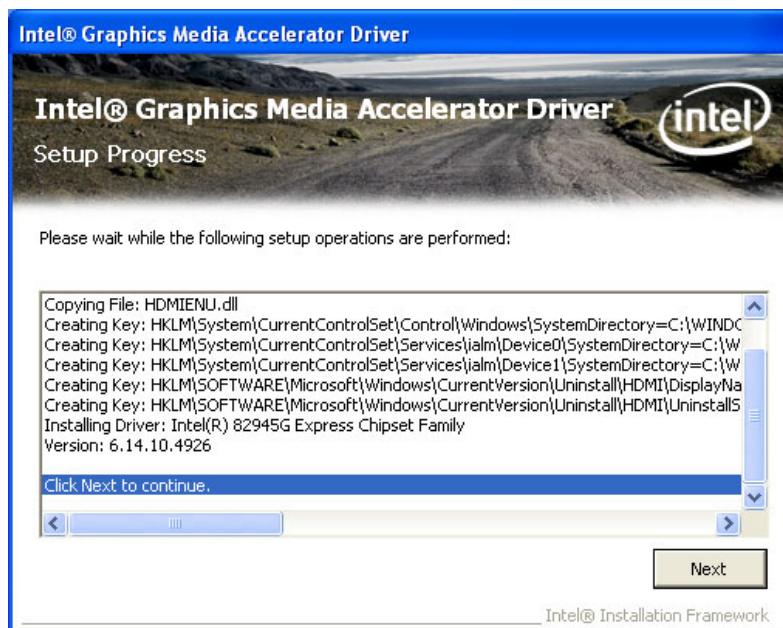 Intel® Graphics Media Accelerator Driver
Intel® Graphics Media Accelerator Driver
intel
Setup Progress
Please wait while the following setup operations are performed:
Copying File: HDMIENU.dll
Creating Key: HKLM\System\CurrentControlSet\Control\Windows\SystemDirectory=C:\WINDO
Creating Key: HKLM\System\CurrentControlSet\Services\ialm\Device0\SystemDirectory=C:\W
Creating Key: HKLM\System\CurrentControlSet\Services\ialm\Device1\SystemDirectory=C:\W
Creating Key: HKLM\SOFTWARE\Microsoft\Windows\CurrentVersion\Uninstall\HDMI\DisplayNa
Creating Key: HKLM\SOFTWARE\Microsoft\Windows\CurrentVersion\Uninstall\HDMI\UninstallS
Installing Driver: Intel(R) 82945G Express Chipset Family
Version: 6.14.10.4926
Click Next to continue.
Next
Intel® Installation Framework